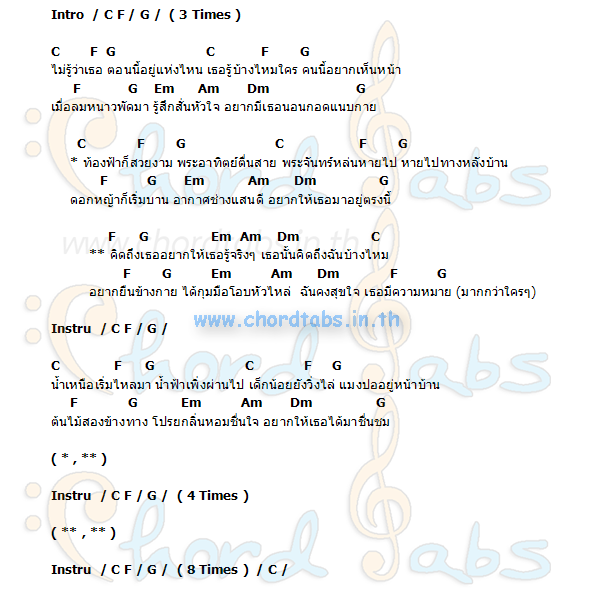 Intro / C F / G / ( 3 Times )
C F G C F G
ไม่รู้ว่าเธอ ตอนนี้อยู่แห่งไหน เธอรู้บ้างไหมใคร คนนี้อยากเห็นหน้า
F G Em Am Dm G
เมื่อลมหนาวพัดมา รู้สึกสั่นหัวใจ อยากมีเธอนอนกอดแนบกาย
C F G C F G
* ท้องฟ้าก็สวยงาม พระอาทิตย์ตื่นสาย พระจันทร์หล่นหายไป หายไปทางหลังบ้าน
F G Em Am Dm G
ดอกหญ้าก็เริ่มบาน อากาศช่างแสนดี อยากให้เธอมาอยู่ตรงนี้
F G Em Am Dm C
** คิดถึงเธออยากให้เธอรู้จริงๆ เธอนั้นคิดถึงฉันบ้างไหม
F G Em Am Dm F G
อยากยืนข้างกาย ได้กุมมือโอบหัวไหล่ ฉันคงสุขใจ เธอมีความหมาย (มากกว่าใครๆ)
www.chordtabs.in.th
Instru / C F / G /
C F G C F G
น้ำเหนือเริ่มไหลมา น้ำฟ้าเพิ่งผ่านไป เด็กน้อยยังวิ่งไล่ แมงปออยู่หน้าบ้าน
F G Em Am Dm G
ต้นไม้สองข้างทาง โปรยกลิ่นหอมชื่นใจ อยากให้เธอได้มาชื่นชม
( * , ** )
Instru / C F / G / ( 4 Times )
( ** , ** )
Instru / C F / G / ( 8 Times ) / C /